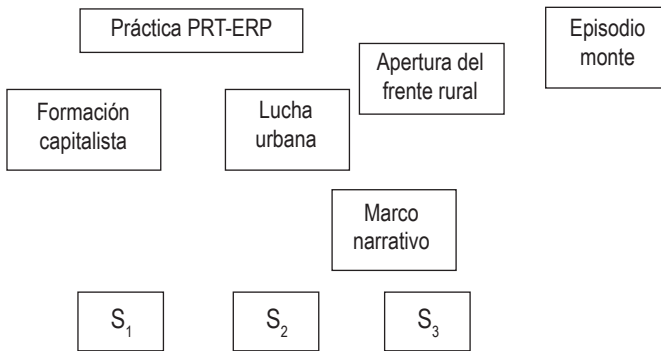 Práctica PRT-ERP
Episodio
monte
Apertura del
frente rural
Formación
capitalista
Lucha
urbana
Marco
narrativo
S₁
S₂
S₃